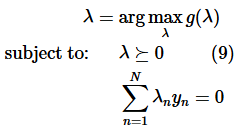 λ = arg max g(λ)
λ
subject to: λ ⪰ 0 (9)
N
∑ λₙyₙ = 0
n=1